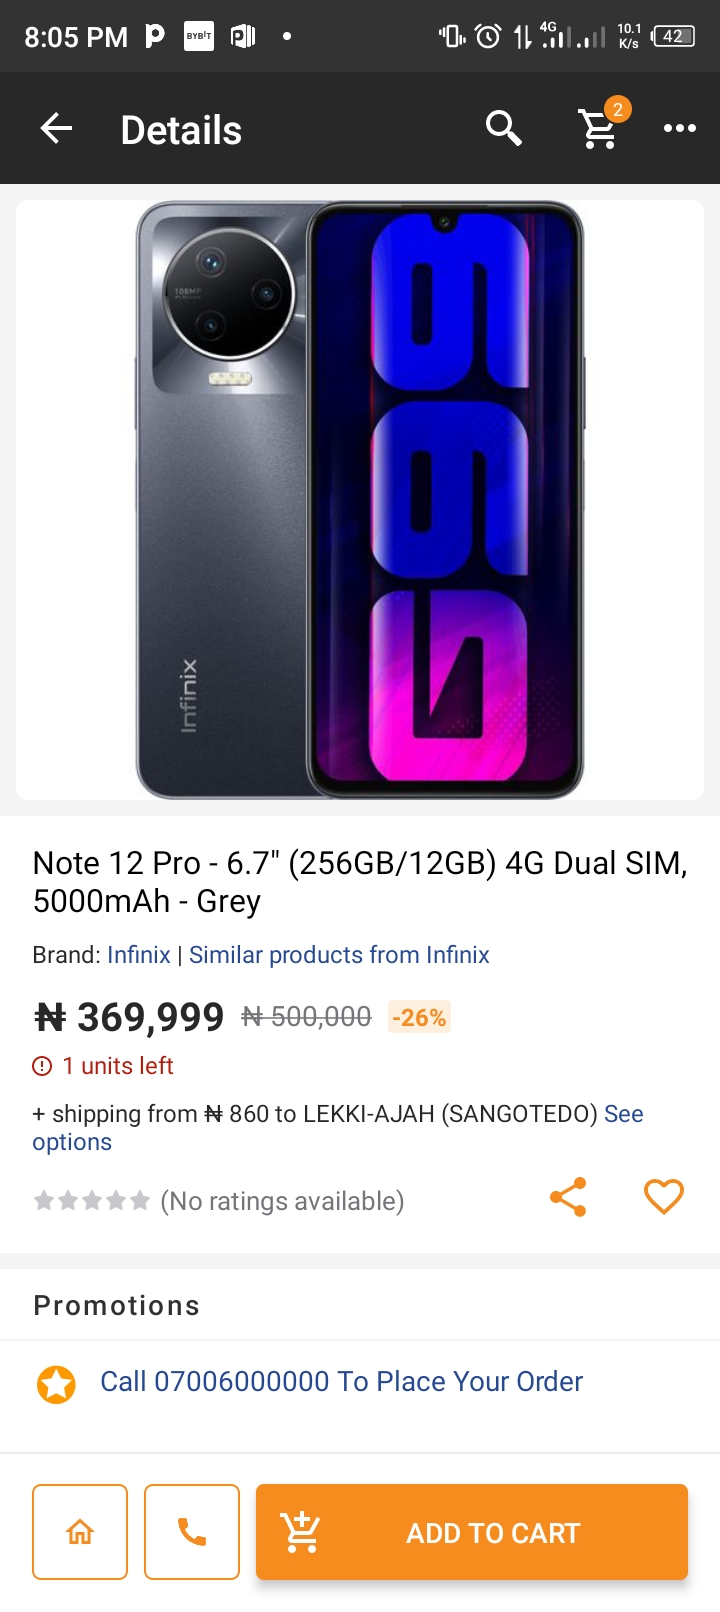 8:05 PM
BYBIT
4G
10.1
K/s
42
Details
2
108MP
Infinix
G99
Note 12 Pro - 6.7" (256GB/12GB) 4G Dual SIM,
5000mAh - Grey
Brand: Infinix | Similar products from Infinix
₦ 369,999 ₦ 500,000 -26%
1 units left
+ shipping from ₦ 860 to LEKKI-AJAH (SANGOTEDO) See
options
(No ratings available)
Promotions
Call 07006000000 To Place Your Order
ADD TO CART